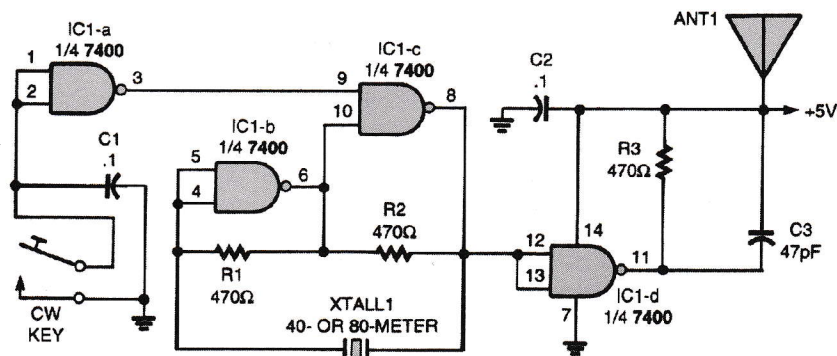 IC1-a
1/4 7400
1
2
3
C1
.1
CW
KEY
IC1-b
1/4 7400
5
4
6
R1
470Ω
R2
470Ω
XTALL1
40- OR 80-METER
IC1-c
1/4 7400
9
10
8
C2
.1
ANT1
+5V
R3
470Ω
C3
47pF
12
13
14
11
7
IC1-d
1/4 7400